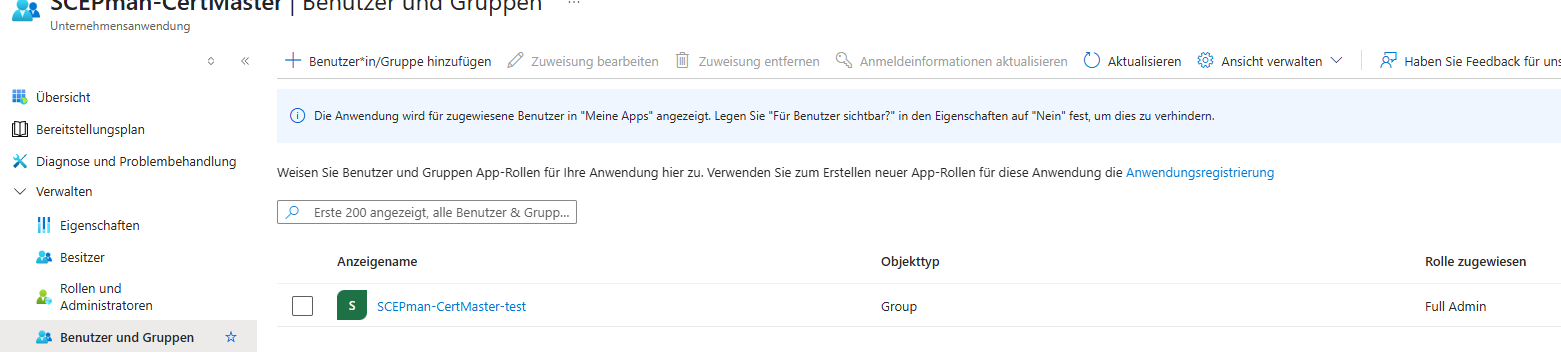 SCEPman-CertMaster | Benutzer und Gruppen ...
Unternehmensanwendung
Benutzer*in/Gruppe hinzufügen Zuweisung bearbeiten Zuweisung entfernen Anmeldeinformationen aktualisieren Aktualisieren Ansicht verwalten Haben Sie Feedback für uns
Übersicht
Bereitstellungsplan
Diagnose und Problembehandlung
Verwalten
Eigenschaften
Besitzer
Rollen und
Administratoren
Benutzer und Gruppen
Die Anwendung wird für zugewiesene Benutzer in "Meine Apps" angezeigt. Legen Sie "Für Benutzer sichtbar?" in den Eigenschaften auf "Nein" fest, um dies zu verhindern.
Weisen Sie Benutzer und Gruppen App-Rollen für Ihre Anwendung hier zu. Verwenden Sie zum Erstellen neuer App-Rollen für diese Anwendung die Anwendungsregistrierung
Erste 200 angezeigt, alle Benutzer & Grupp...
Anzeigename Objekttyp Rolle zugewiesen
S SCEPman-CertMaster-test Group Full Admin